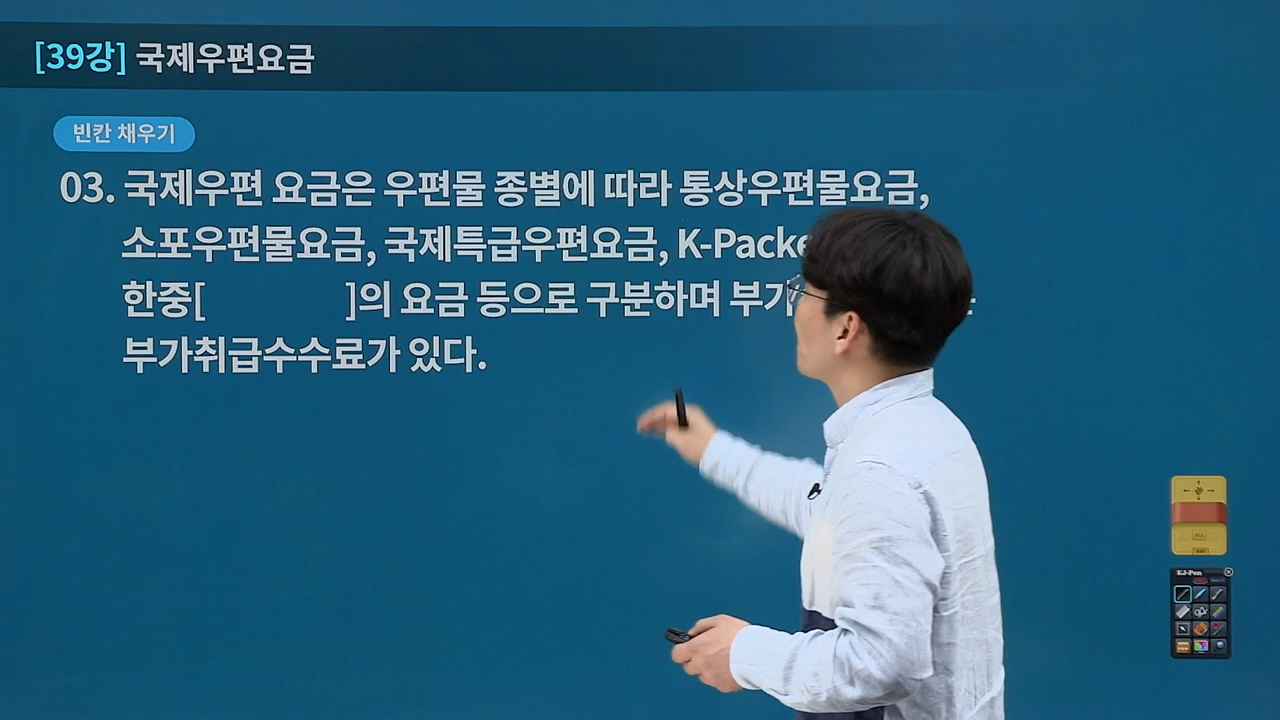 [39강] 국제우편요금
빈칸 채우기
03. 국제우편 요금은 우편물 종별에 따라 통상우편물요금,
소포우편물요금, 국제특급우편요금, K-Packe
한중[ ]의 요금 등으로 구분하며 부가
부가취급수수료가 있다.
EJ-Pen
ALL